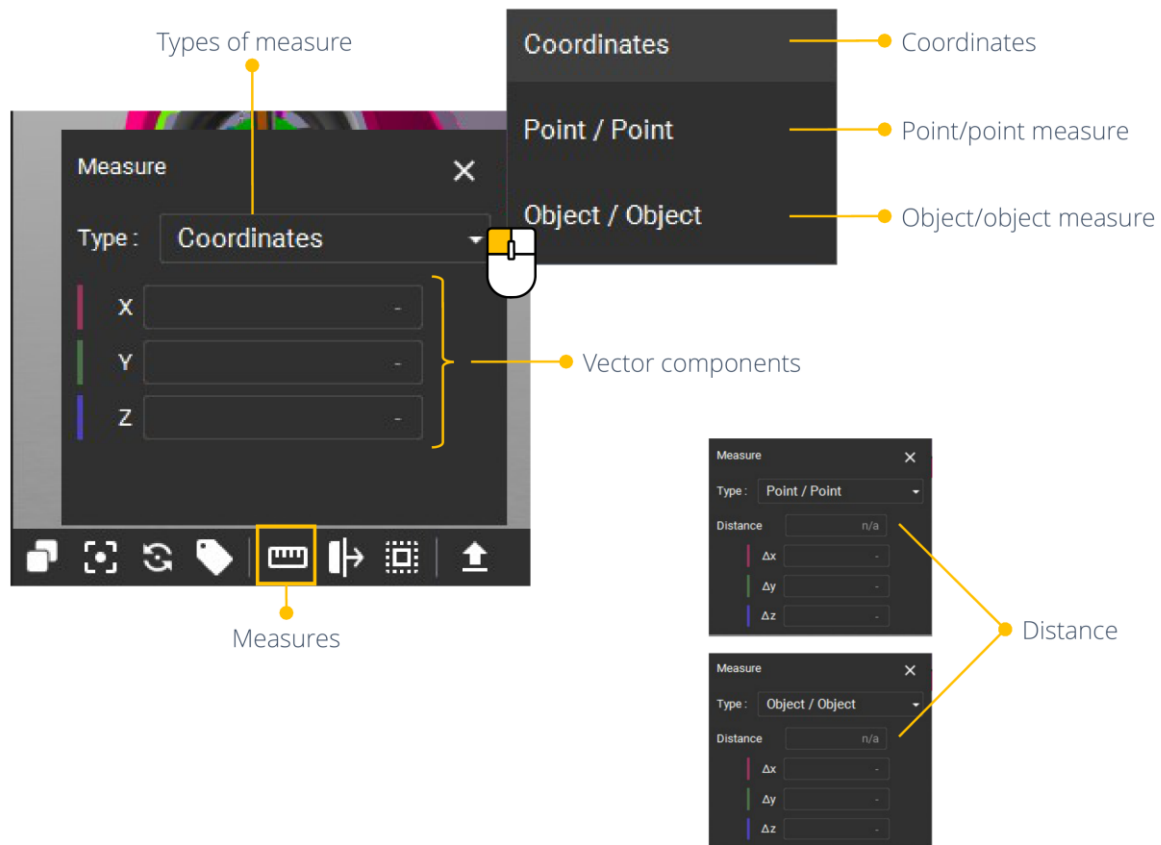 Types of measure
Coordinates
Coordinates
Point / Point
Point/point measure
Object / Object
Object/object measure
Measure
Type :
Coordinates
X
-
Y
-
Z
-
Vector components
Measures
Measure
Type :
Point / Point
Distance
n/a
Δx
-
Δy
-
Δz
-
Distance
Measure
Type :
Object / Object
Distance
n/a
Δx
-
Δy
-
Δz
-